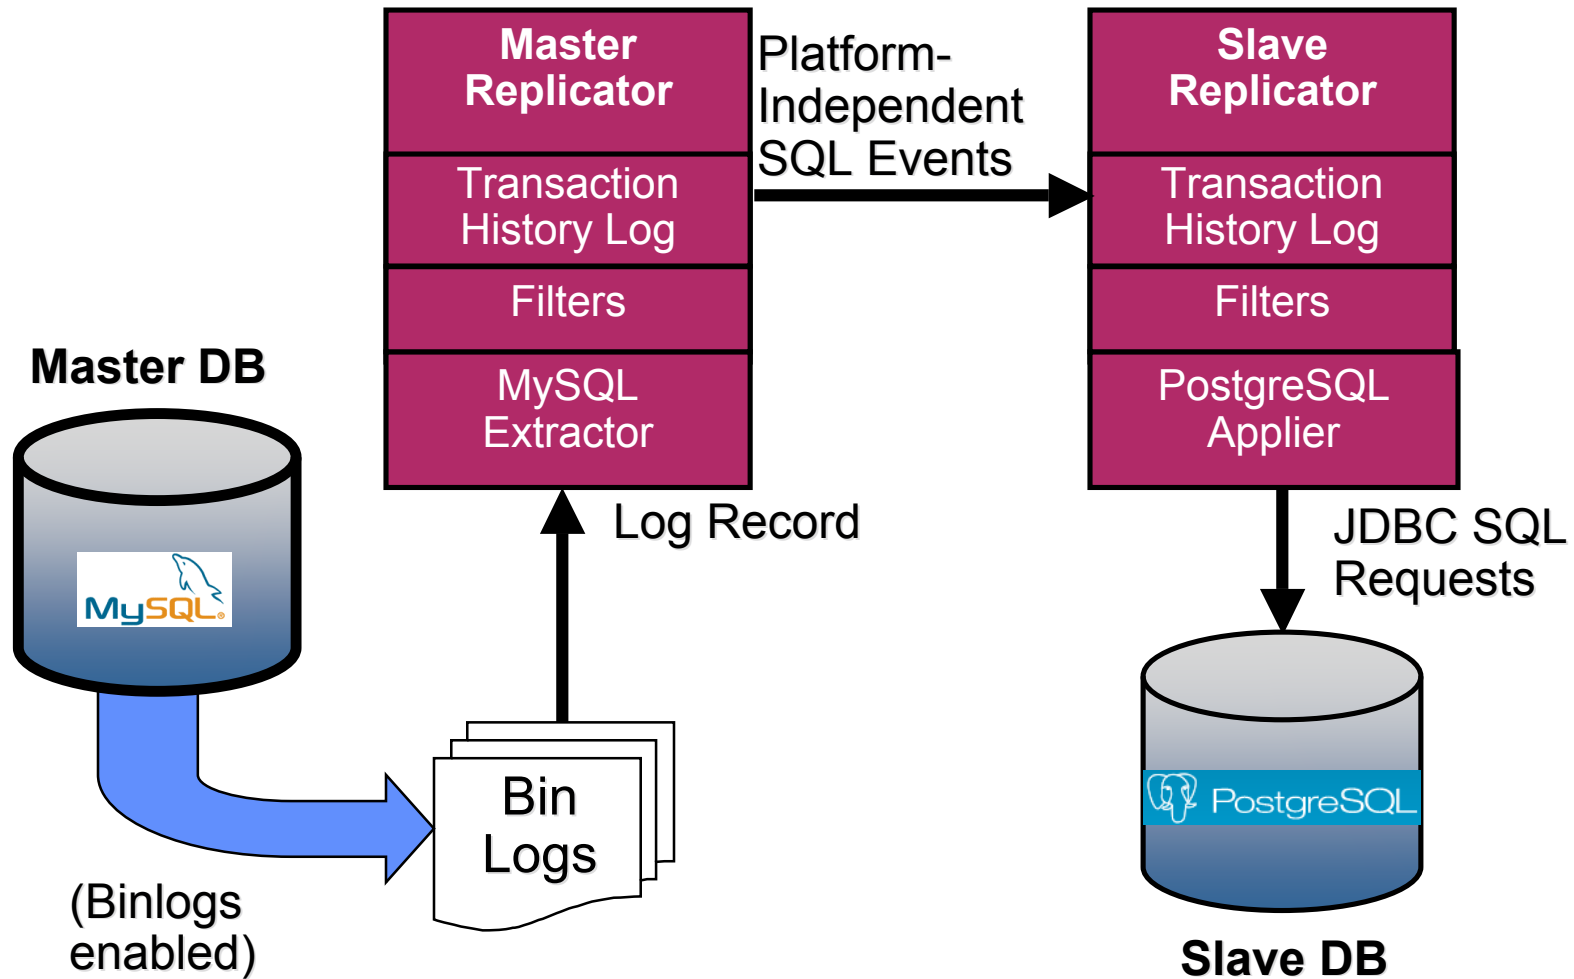 Master
Replicator
Transaction
History Log
Filters
MySQL
Extractor
Platform-
Independent
SQL Events
Slave
Replicator
Transaction
History Log
Filters
PostgreSQL
Applier
Master DB
MySQL®
Log Record
JDBC SQL
Requests
Bin
Logs
(Binlogs
enabled)
PostgreSQL
Slave DB